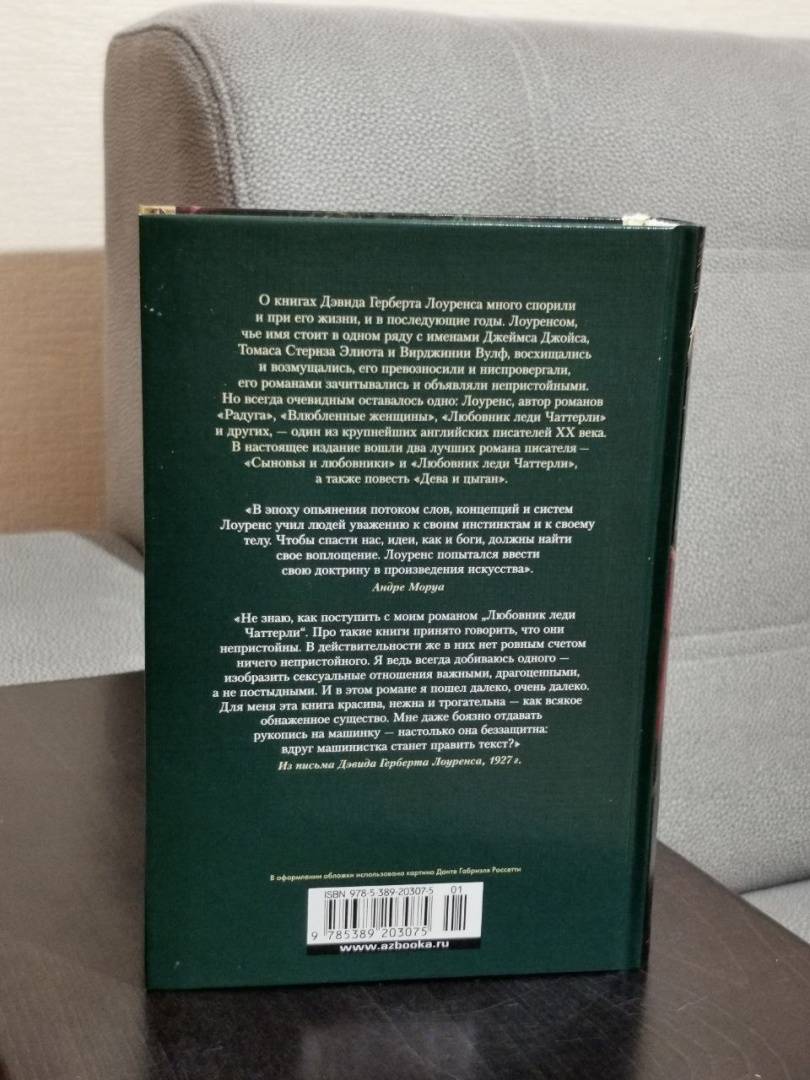 О книгах Дэвида Герберта Лоуренса много спорили
и при его жизни, и в последующие годы. Лоуренсом,
чье имя стоит в одном ряду с именами Джеймса Джойса,
Томаса Стернза Элиота и Вирджинии Вулф, восхищались
и возмущались, его превозносили и ниспровергали,
его романами зачитывались и объявляли непристойными.
Но всегда очевидным оставалось одно: Лоуренс, автор романов
«Радуга», «Влюбленные женщины», «Любовник леди Чаттерли»
и других, — один из крупнейших английских писателей XX века.
В настоящее издание вошли два лучших романа писателя —
«Сыновья и любовники» и «Любовник леди Чаттерли»,
а также повесть «Дева и цыган».
«В эпоху опьянения потоком слов, концепций и систем
Лоуренс учил людей уважению к своим инстинктам и к своему
телу. Чтобы спасти нас, идеи, как и боги, должны найти
свое воплощение. Лоуренс попытался ввести
свою доктрину в произведения искусства».
Андре Моруа
«Не знаю, как поступить с моим романом „Любовник леди
Чаттерли“. Про такие книги принято говорить, что они
непристойны. В действительности же в них нет ровным счетом
ничего непристойного. Я ведь всегда добиваюсь одного —
изобразить сексуальные отношения важными, драгоценными,
а не постыдными. И в этом романе я пошел далеко, очень далеко.
Для меня эта книга красива, нежна и трогательна — как всякое
обнаженное существо. Мне даже боязно отдавать
рукопись на машинку — настолько она беззащитна:
вдруг машинистка станет править текст?»
Из письма Дэвида Герберта Лоуренса, 1927 г.
В оформлении обложки использована картина Данте Габриэля Россетти
ISBN 978-5-389-20307-5 01
9 785389 203075
www.azbooka.ru